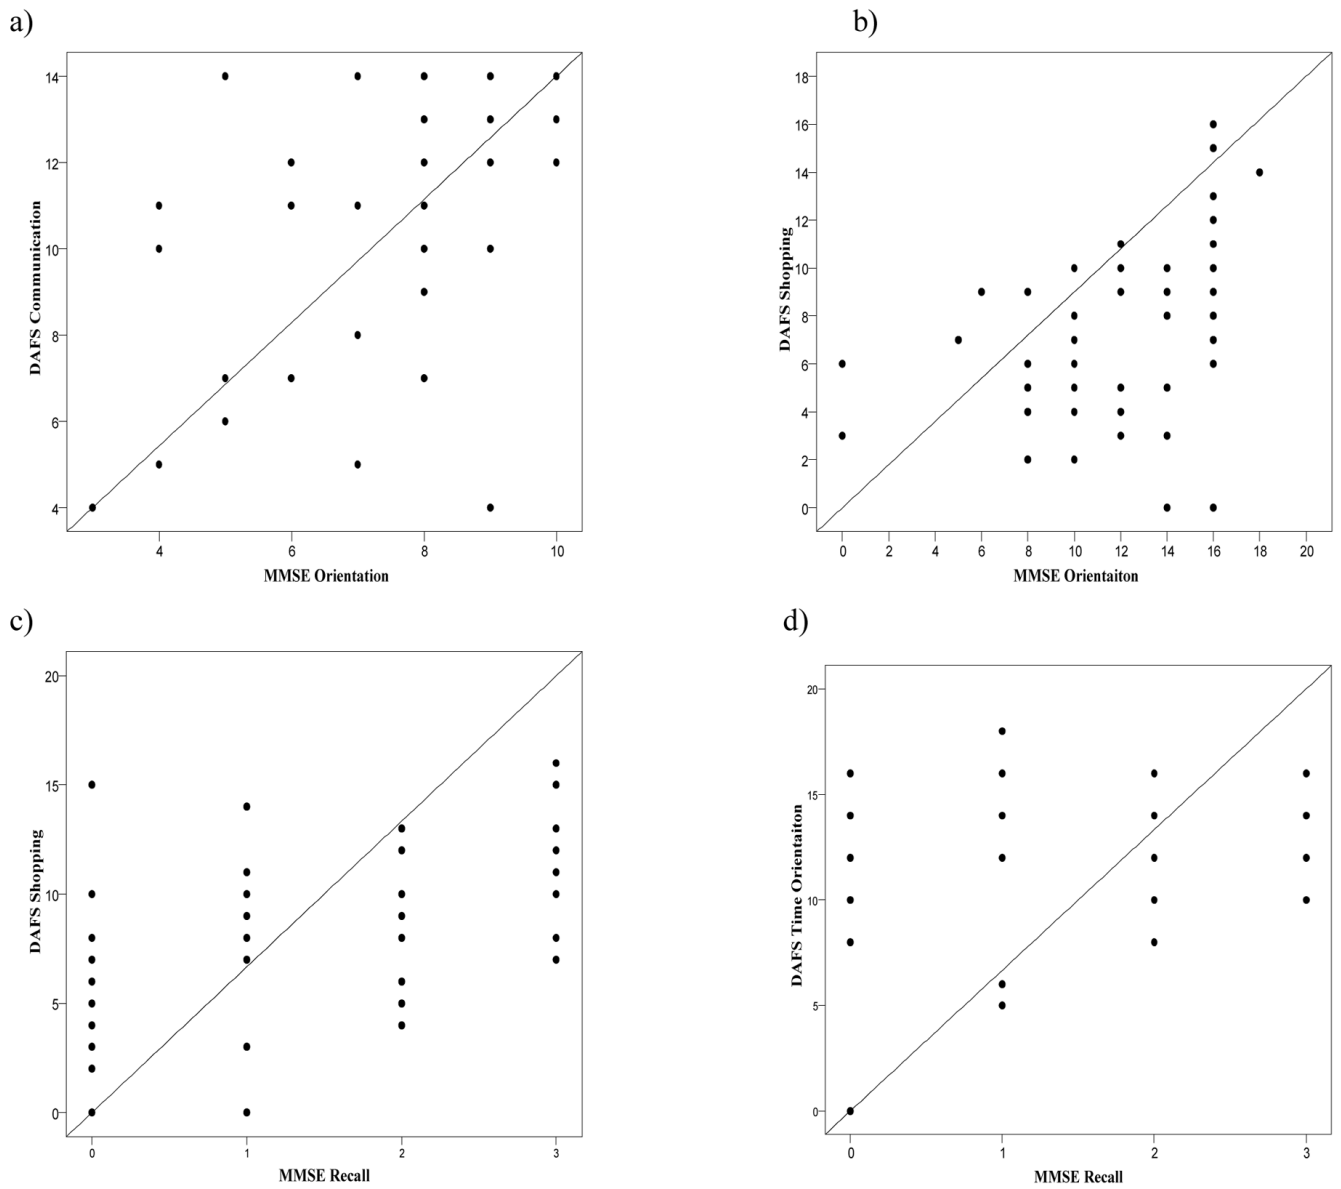 a)
14
12
10
8
6
4
DAFS Communication
4 6 8 10
MMSE Orientation
b)
18
16
14
12
10
8
6
4
2
0
DAFS Shopping
0 2 4 6 8 10 12 14 16 18 20
MMSE Orientaiton
c)
20
15
10
5
0
DAFS Shopping
0 1 2 3
MMSE Recall
d)
20
15
10
5
0
DAFS Time Orientaiton
0 1 2 3
MMSE Recall